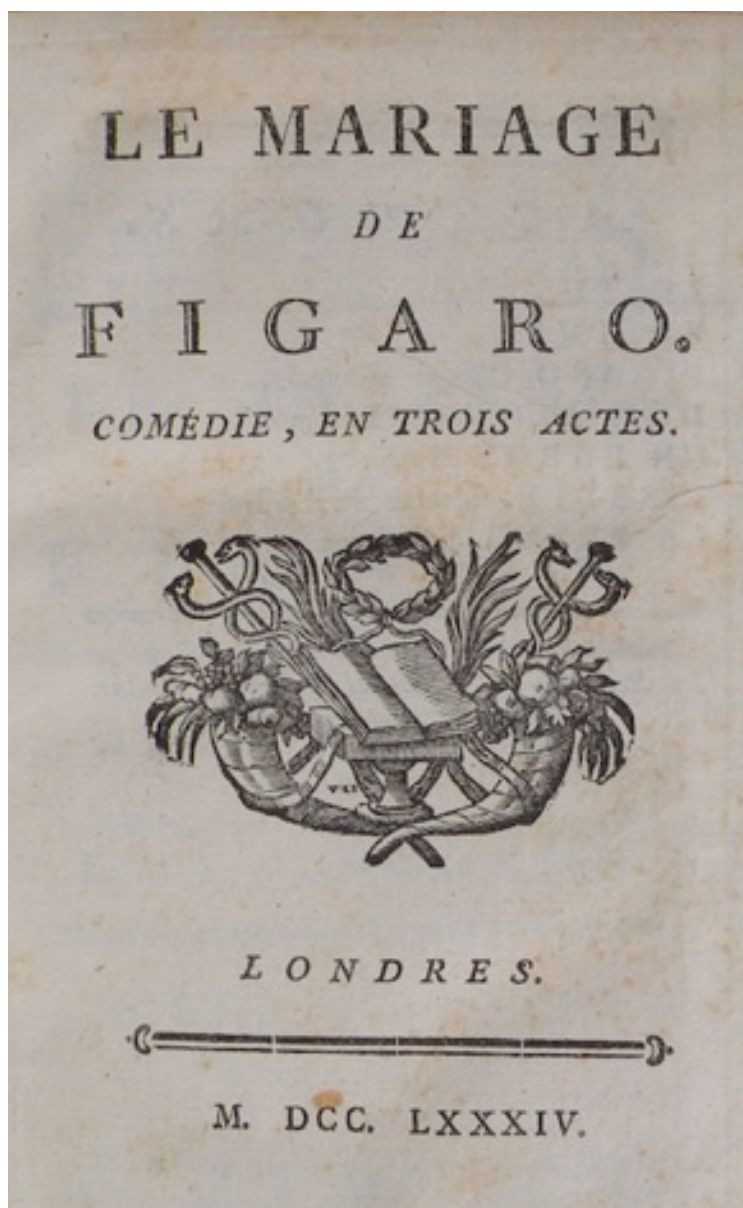 LE MARIAGE
DE
FIGARO.
COMÉDIE, EN TROIS ACTES.
LONDRES.
M. DCC. LXXXIV.